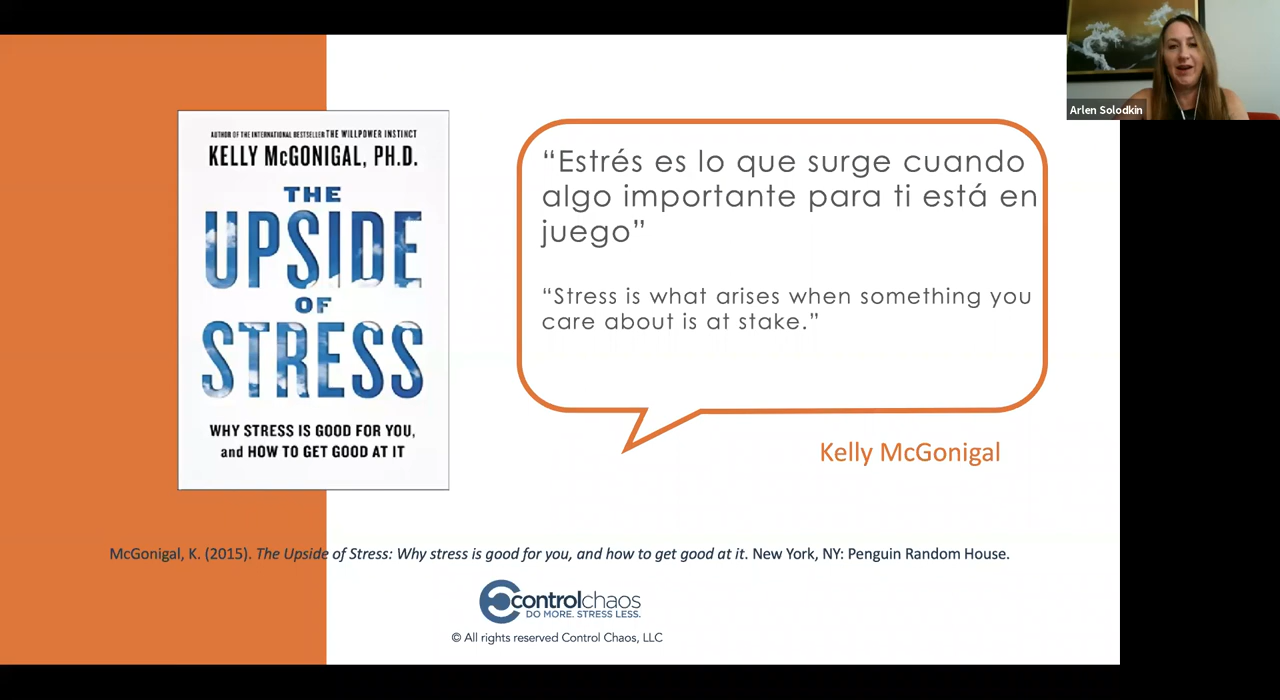 Arlen Solodkin
AUTHOR OF THE INTERNATIONAL BESTSELLER THE WILLPOWER INSTINCT
KELLY McGONIGAL, PH.D.
THE
UPSIDE
OF
STRESS
WHY STRESS IS GOOD FOR YOU,
and HOW TO GET GOOD AT IT
“Estrés es lo que surge cuando
algo importante para ti está en
juego”
“Stress is what arises when something you
care about is at stake.”
Kelly McGonigal
McGonigal, K. (2015). The Upside of Stress: Why stress is good for you, and how to get good at it. New York, NY: Penguin Random House.
controlchaos
DO MORE. STRESS LESS.
© All rights reserved Control Chaos, LLC